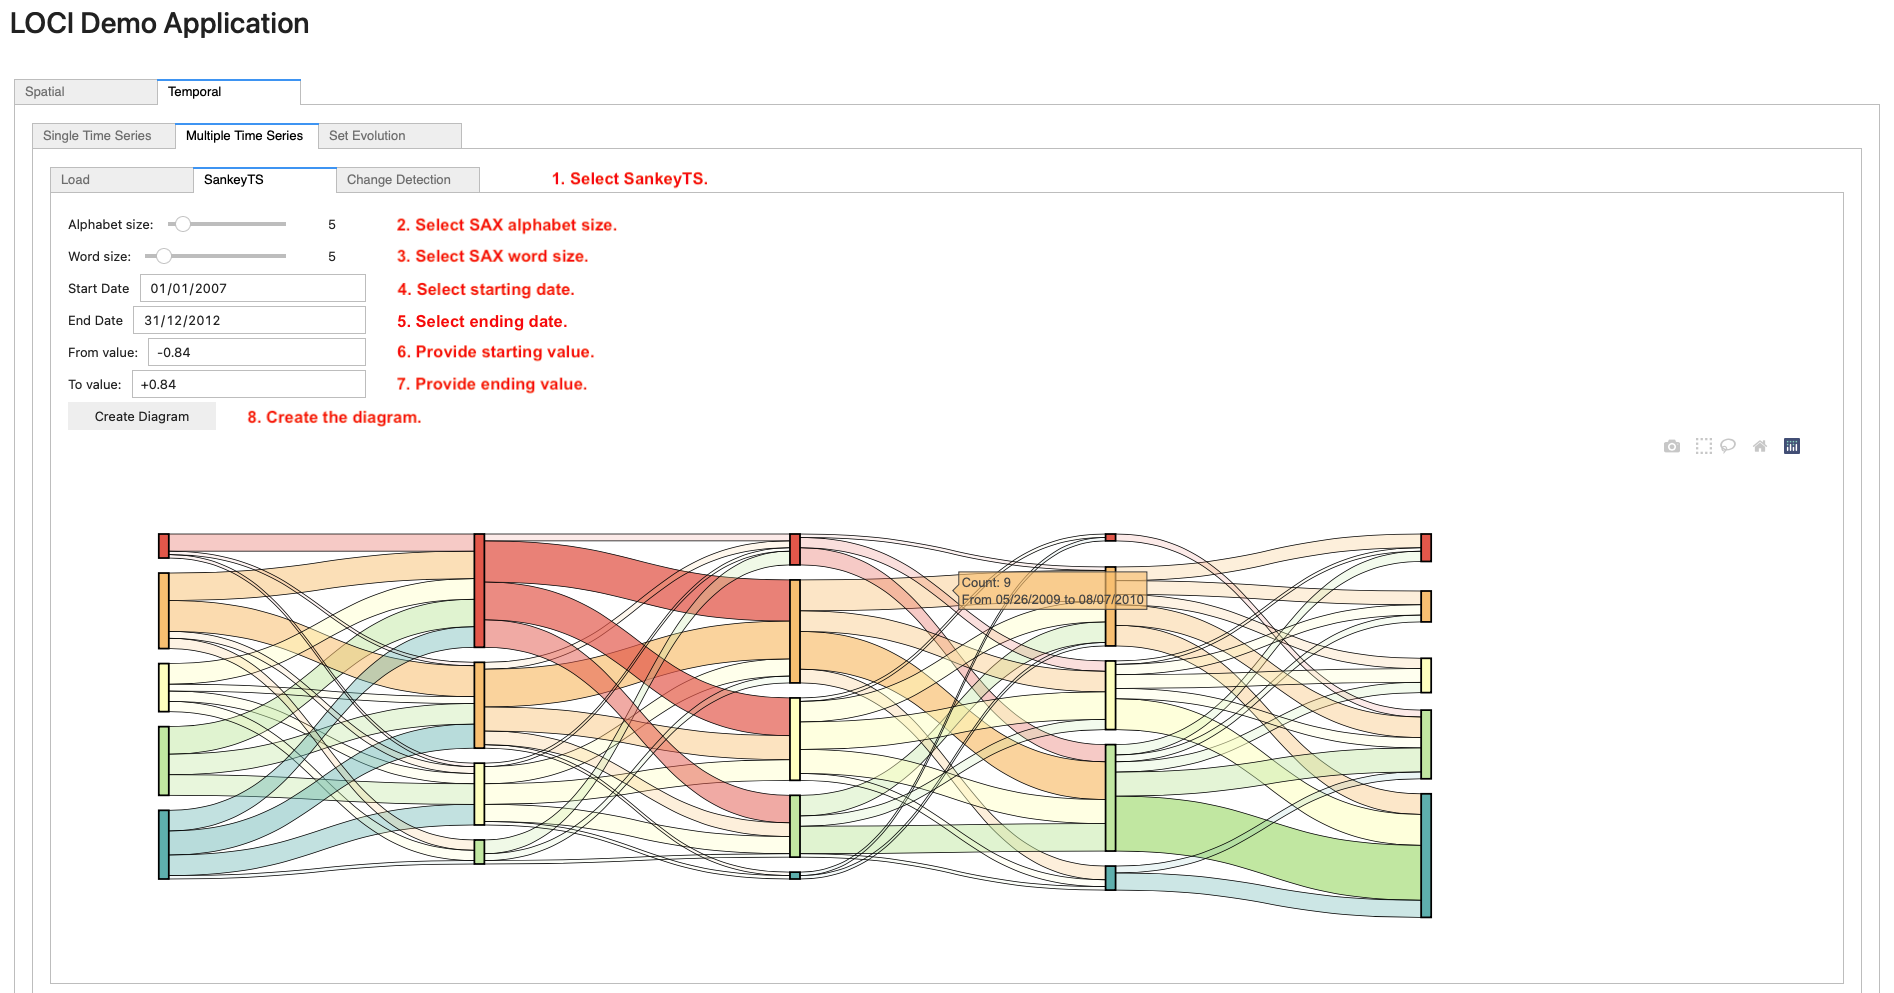 LOCI Demo Application
Spatial
Temporal
Single Time Series
Multiple Time Series
Set Evolution
Load
SankeyTS
Change Detection
1. Select SankeyTS.
Alphabet size:
5
2. Select SAX alphabet size.
Word size:
5
3. Select SAX word size.
Start Date
01/01/2007
4. Select starting date.
End Date
31/12/2012
5. Select ending date.
From value:
-0.84
6. Provide starting value.
To value:
+0.84
7. Provide ending value.
Create Diagram
8. Create the diagram.
Count: 9
From 05/26/2009 to 08/07/2010